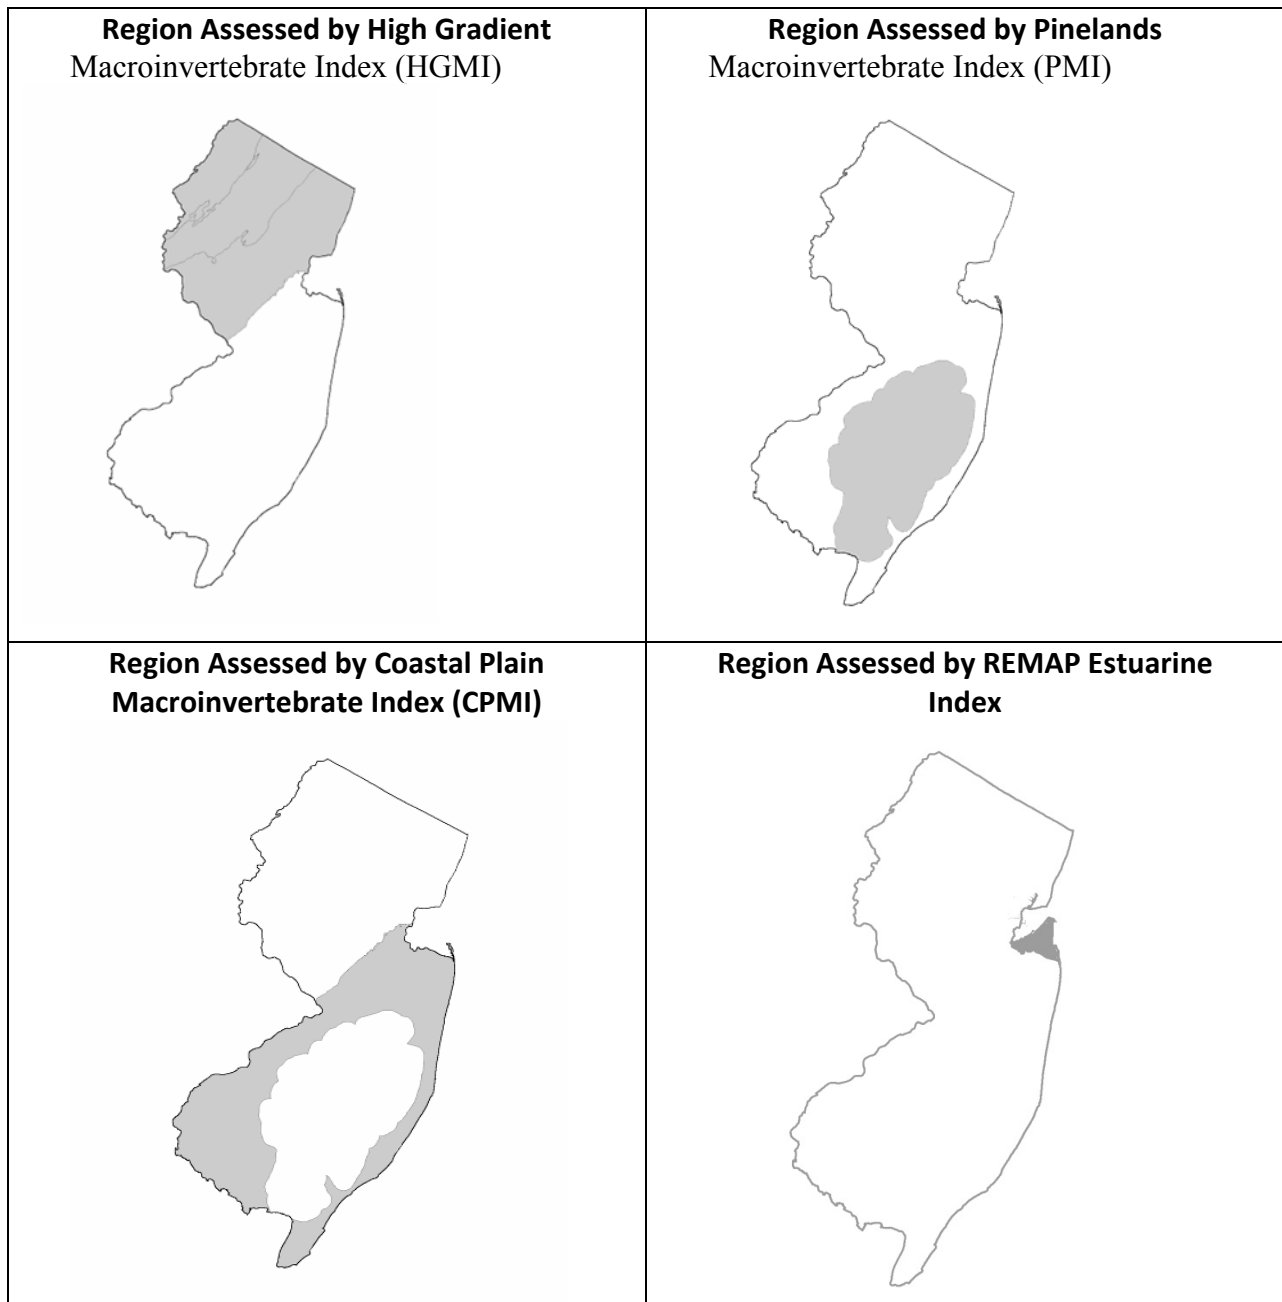 Region Assessed by High Gradient
Macroinvertebrate Index (HGMI)
Region Assessed by Pinelands
Macroinvertebrate Index (PMI)
Region Assessed by Coastal Plain
Macroinvertebrate Index (CPMI)
Region Assessed by REMAP Estuarine
Index